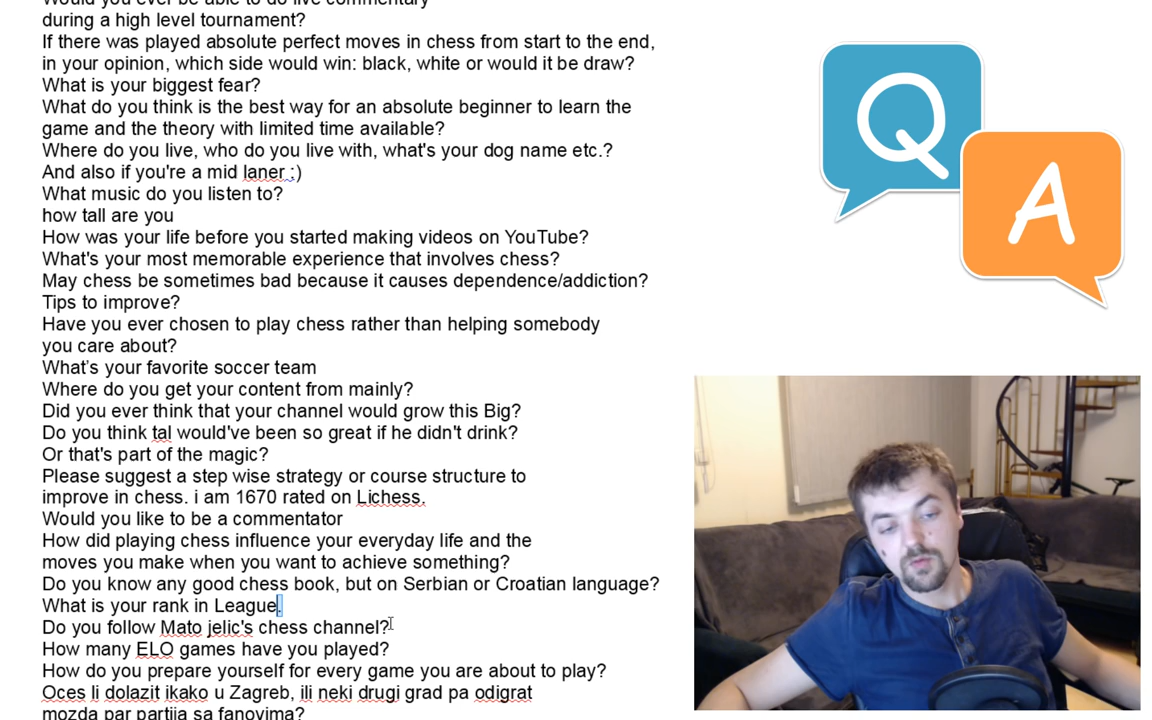 Would you ever be able to do live commentary
during a high level tournament?
If there was played absolute perfect moves in chess from start to the end,
in your opinion, which side would win: black, white or would it be draw?
What is your biggest fear?
What do you think is the best way for an absolute beginner to learn the
game and the theory with limited time available?
Where do you live, who do you live with, what's your dog name etc.?
And also if you're a mid laner ;)
What music do you listen to?
how tall are you
How was your life before you started making videos on YouTube?
What's your most memorable experience that involves chess?
May chess be sometimes bad because it causes dependence/addiction?
Tips to improve?
Have you ever chosen to play chess rather than helping somebody
you care about?
What's your favorite soccer team
Where do you get your content from mainly?
Did you ever think that your channel would grow this Big?
Do you think tal would've been so great if he didn't drink?
Or that's part of the magic?
Please suggest a step wise strategy or course structure to
improve in chess. i am 1670 rated on Lichess.
Would you like to be a commentator
How did playing chess influence your everyday life and the
moves you make when you want to achieve something?
Do you know any good chess book, but on Serbian or Croatian language?
What is your rank in League.
Do you follow Mato jelic's chess channel?
How many ELO games have you played?
How do you prepare yourself for every game you are about to play?
Oces li dolazit ikako u Zagreb, ili neki drugi grad pa odigrat
mozda par partija sa fanovima?
Q
A